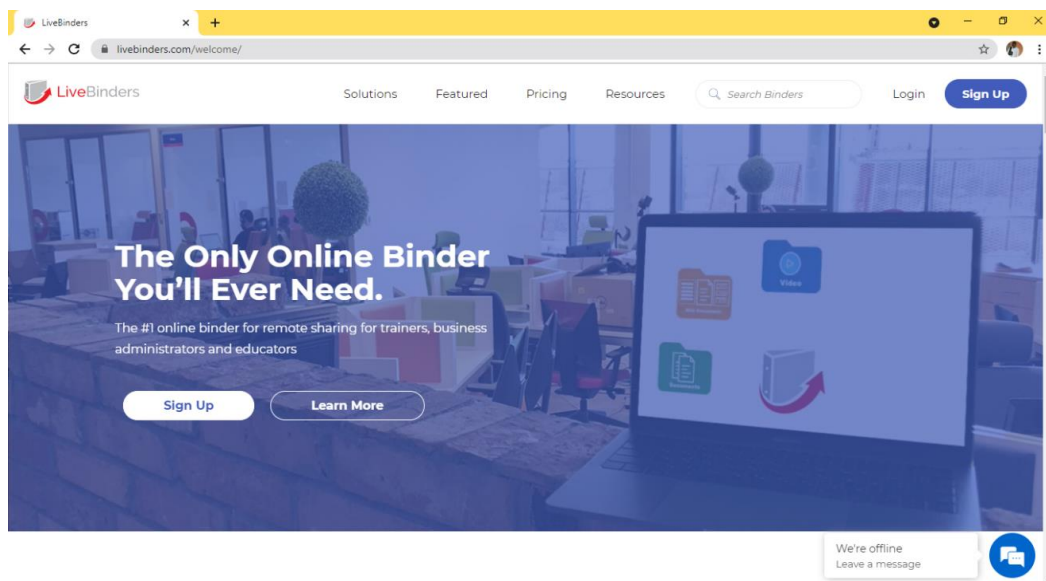 LiveBinders
livebinders.com/welcome/
LiveBinders
Solutions
Featured
Pricing
Resources
Search Binders
Login
Sign Up
The Only Online Binder
You'll Ever Need.
The #1 online binder for remote sharing for trainers, business
administrators and educators
Sign Up
Learn More
Video
Documents
We're offline
Leave a message